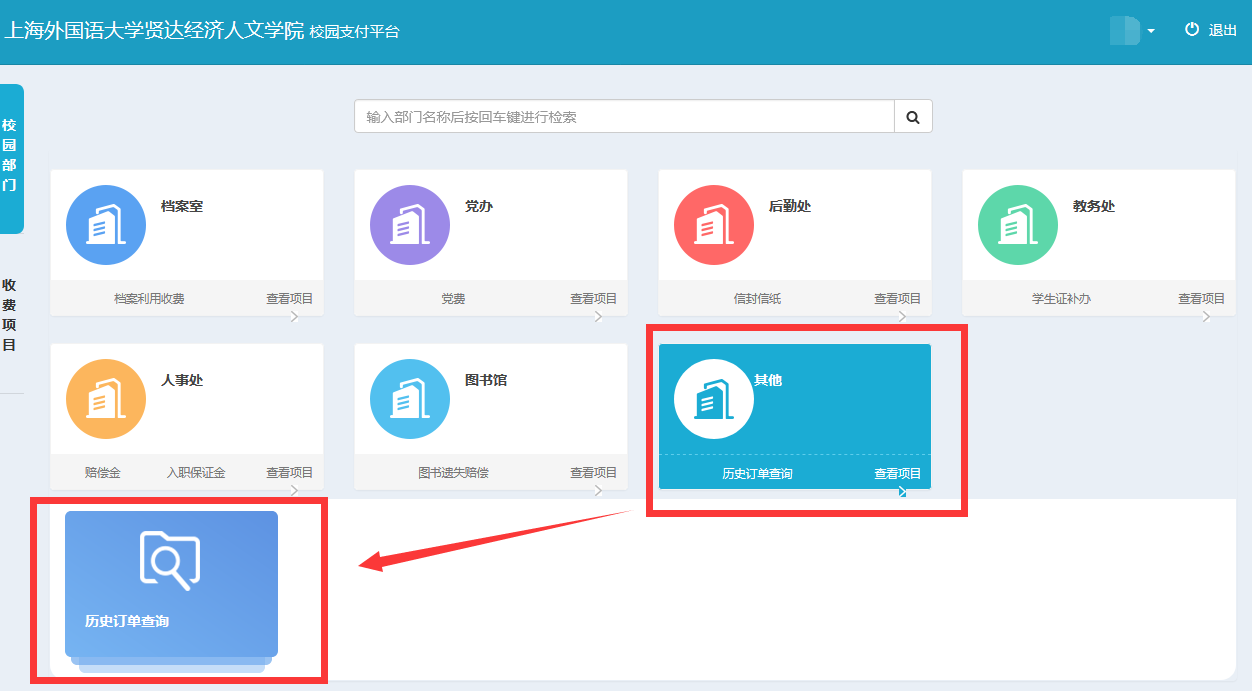 上海外国语大学贤达经济人文学院 校园支付平台
退出
校园部门
收费项目
输入部门名称后按回车键进行检索
档案室
档案利用收费 查看项目
党办
党费 查看项目
后勤处
信封信纸 查看项目
教务处
学生证补办 查看项目
人事处
赔偿金 入职保证金 查看项目
图书馆
图书遗失赔偿 查看项目
其他
历史订单查询 查看项目
历史订单查询